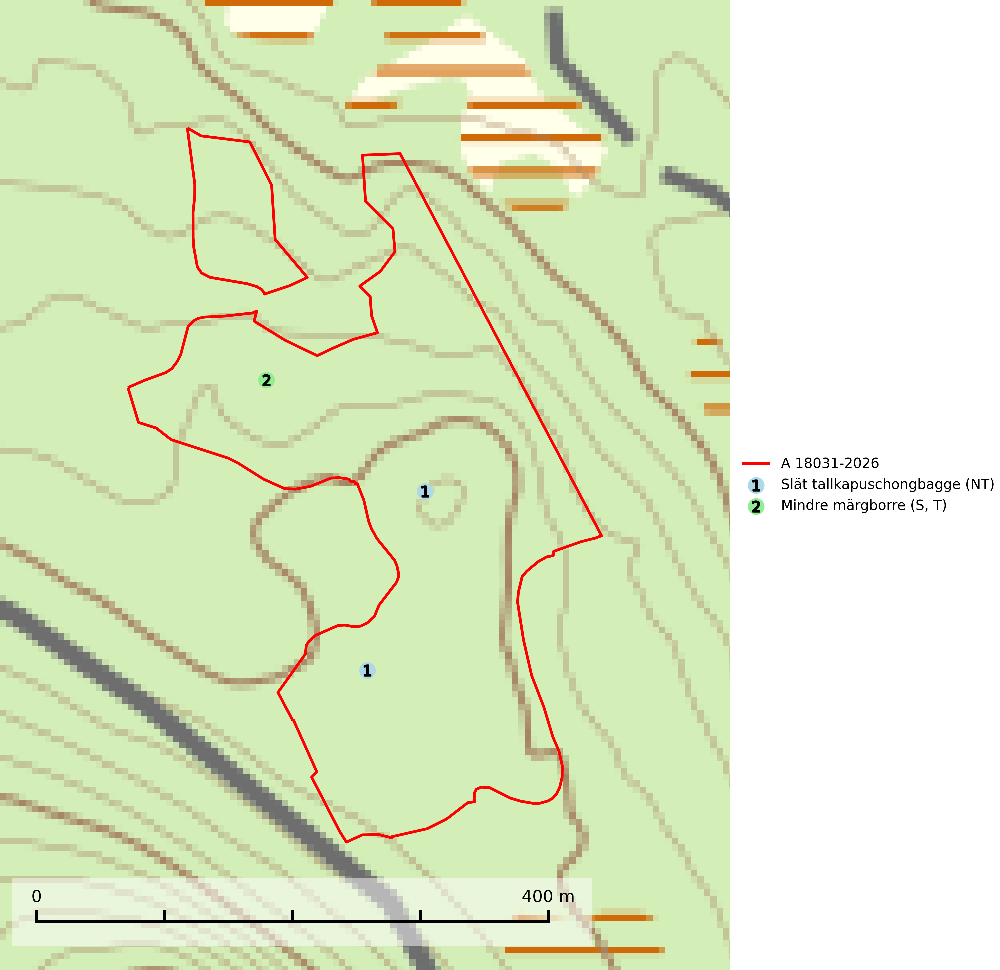 2
1
1
A 18031-2026
1 Slät tallkapuschongbagge (NT)
2 Mindre märgborre (S, T)
0 400 m